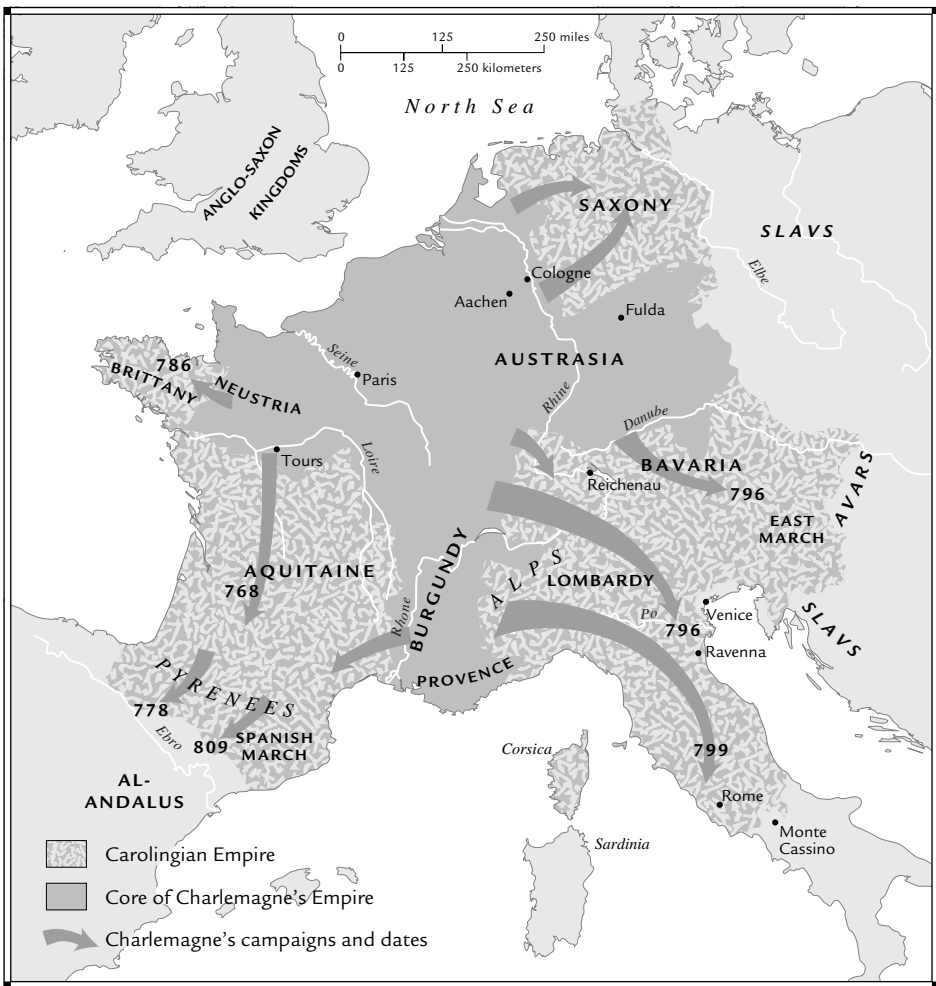 0 125 250 miles
0 125 250 kilometers
North Sea
ANGLO-SAXON
KINGDOMS
SAXONY
SLAVS
Elbe
Cologne
Aachen
Fulda
AUSTRASIA
Seine
Paris
786
BRITTANY
NEUSTRIA
Rhine
Danube
Tours
Loire
BAVARIA
Reichenau
796
AVARS
EAST
MARCH
AQUITAINE
768
BURGUNDY
Rhone
ALPS
LOMBARDY
Po
796
Venice
SLAVS
Ravenna
PROVENCE
PYRENEES
778
Ebro
809
SPANISH
MARCH
Corsica
799
AL-
ANDALUS
Rome
Monte
Cassino
Sardinia
Carolingian Empire
Core of Charlemagne's Empire
Charlemagne's campaigns and dates